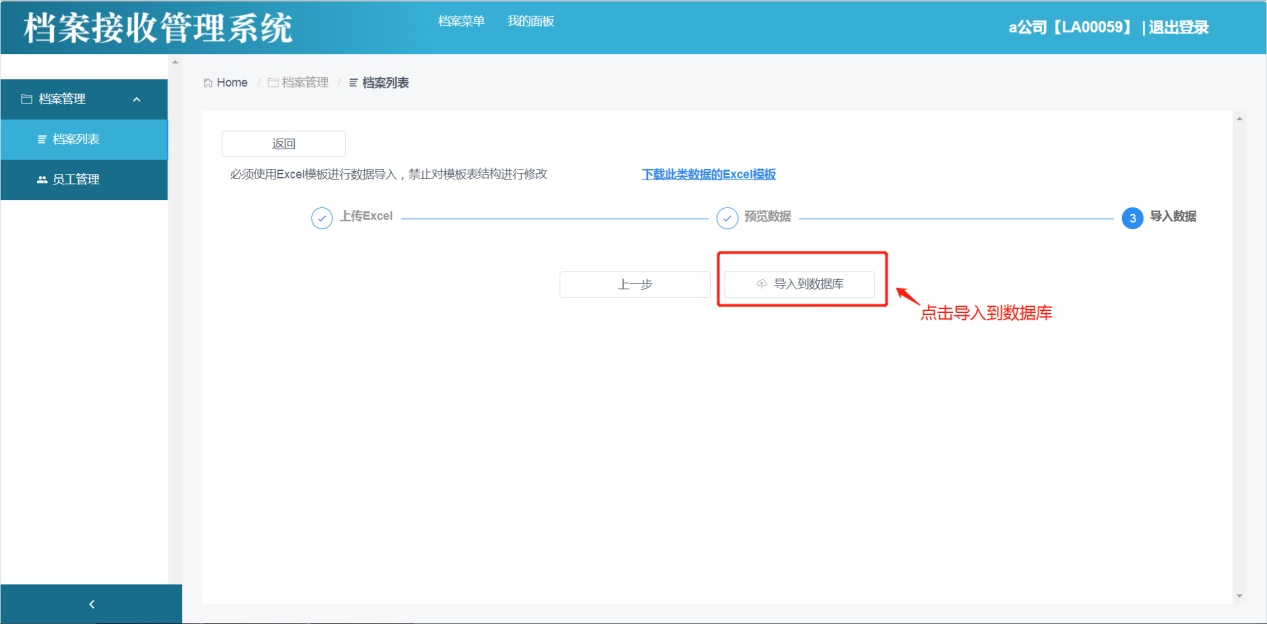 档案接收管理系统
档案菜单 我的面板
a公司【LA00059】 | 退出登录
Home / 档案管理 / 档案列表
档案管理
档案列表
员工管理
返回
必须使用Excel模板进行数据导入，禁止对模板表结构进行修改 下载此类数据的Excel模板
上传Excel 预览数据 3 导入数据
上一步 导入到数据库
点击导入到数据库